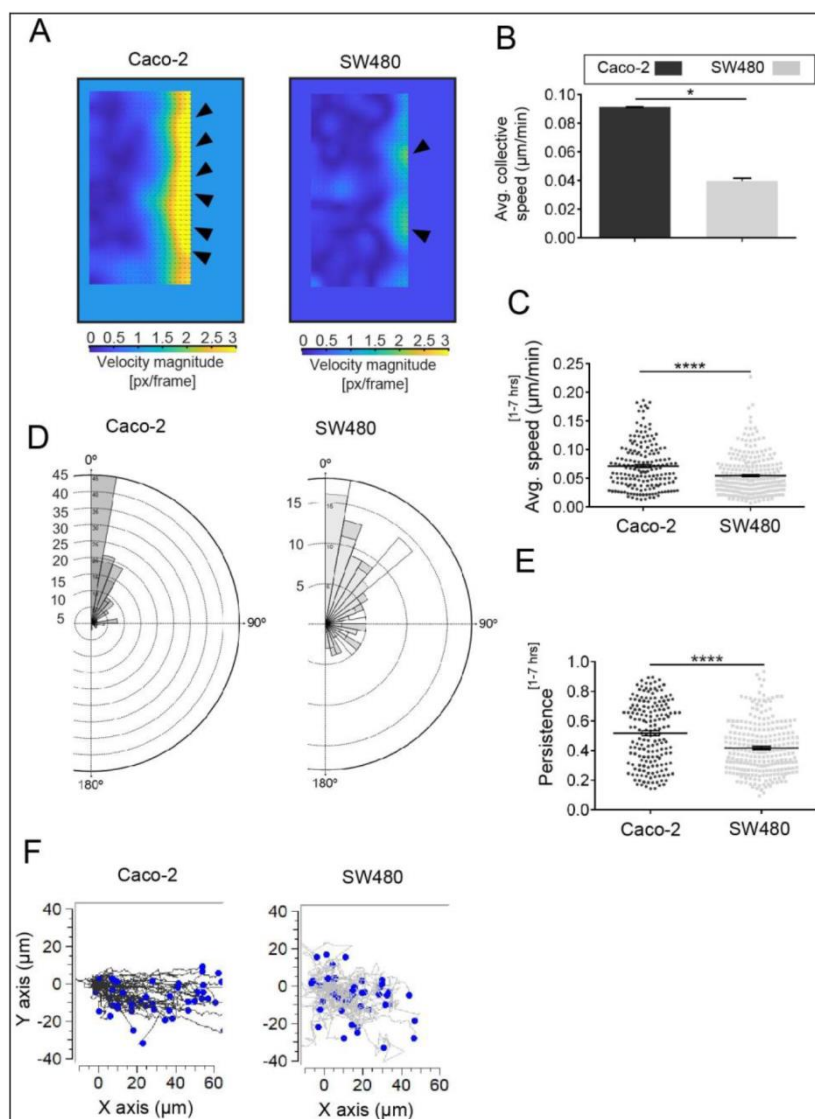 A
Caco-2
SW480
0 0.5 1 1.5 2 2,5 3
Velocity magnitude
[px/frame]
0 0.5 1 1.5 2 2.5 3
Velocity magnitude
[px/frame]
B
Caco-2
SW480
*
Avg. collective
speed (µm/min)
0.10
0.08
0.06
0.04
0.02
0.00
C
[1-7 hrs]
Avg. speed (µm/min)
0.25
0.20
0.15
0.10
0.05
0.00
****
Caco-2
SW480
D
Caco-2
SW480
0º
45
40
35
30
25
20
15
10
5
90º
180º
0º
15
10
5
90º
180º
E
Persistence[1-7 hrs]
1.0
0.8
0.6
0.4
0.2
0.0
****
Caco-2
SW480
F
Caco-2
SW480
Y axis (µm)
40
20
0
-20
-40
0 20 40 60
X axis (µm)
40
20
0
-20
-40
0 20 40 60
X axis (µm)